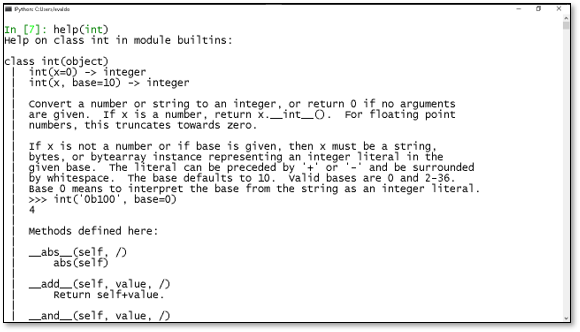 IPython: C:Users/evaldis
In [7]: help(int)
Help on class int in module builtins:

class int(object)
 |  int(x=0) -> integer
 |  int(x, base=10) -> integer
 |
 |  Convert a number or string to an integer, or return 0 if no arguments
 |  are given.  If x is a number, return x.__int__().  For floating point
 |  numbers, this truncates towards zero.
 |
 |  If x is not a number or if base is given, then x must be a string,
 |  bytes, or bytearray instance representing an integer literal in the
 |  given base.  The literal can be preceded by '+' or '-' and be surrounded
 |  by whitespace.  The base defaults to 10.  Valid bases are 0 and 2-36.
 |  Base 0 means to interpret the base from the string as an integer literal.
 |  >>> int('0b100', base=0)
 |  4
 |
 |  Methods defined here:
 |
 |  __abs__(self, /)
 |      abs(self)
 |
 |  __add__(self, value, /)
 |      Return self+value.
 |
 |  __and__(self, value, /)